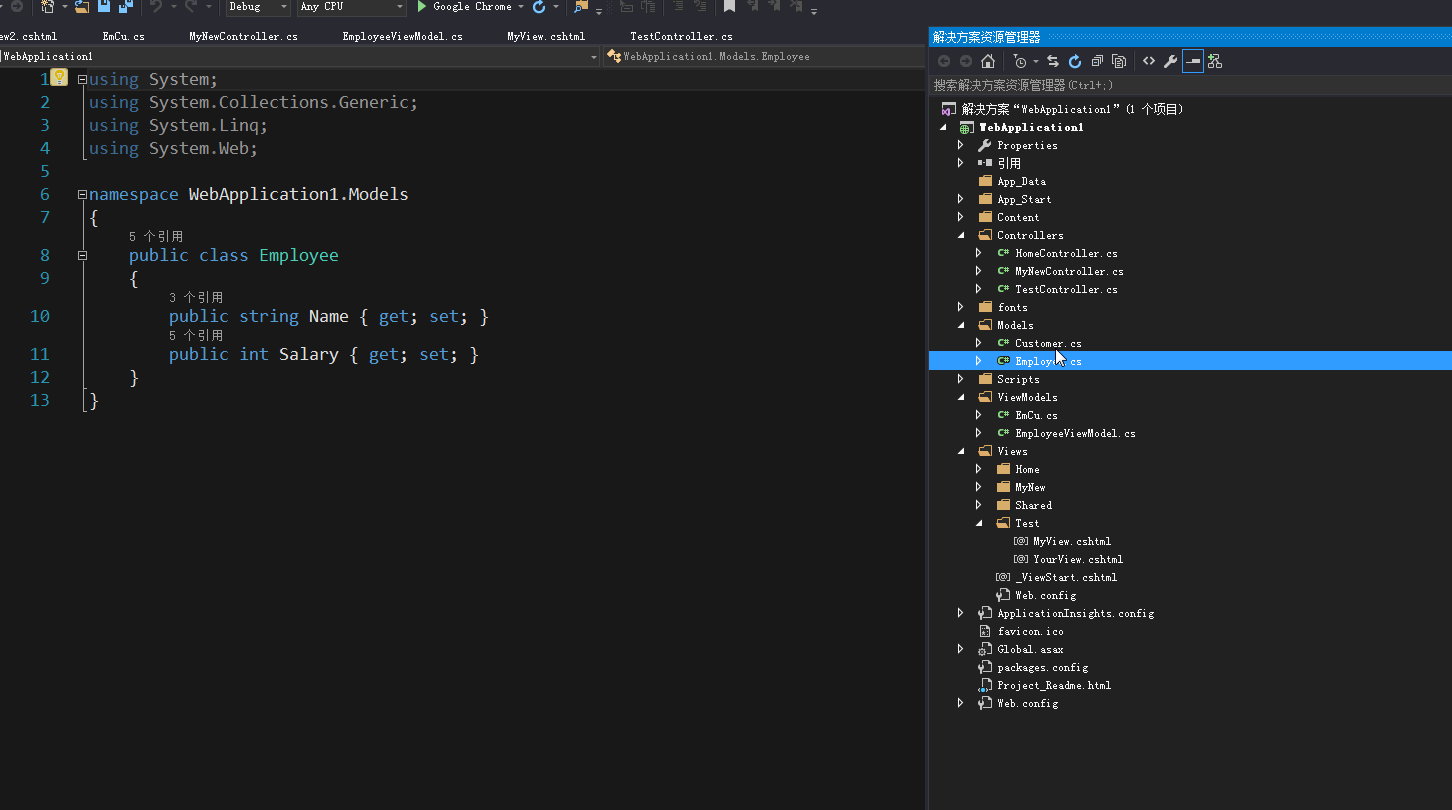 Debug Any CPU Google Chrome
ew2.cshtml EmCu.cs MyNewController.cs EmployeeViewModel.cs MyView.cshtml TestController.cs
WebApplication1 WebApplication1.Models.Employee
1 using System;
2 using System.Collections.Generic;
3 using System.Linq;
4 using System.Web;
5
6 namespace WebApplication1.Models
7 {
5 个引用
8 public class Employee
9 {
3 个引用
10 public string Name { get; set; }
5 个引用
11 public int Salary { get; set; }
12 }
13 }
解决方案资源管理器
搜索解决方案资源管理器(Ctrl+;)
解决方案“WebApplication1”(1 个项目)
WebApplication1
Properties
引用
App_Data
App_Start
Content
Controllers
HomeController.cs
MyNewController.cs
TestController.cs
fonts
Models
Customer.cs
Employee.cs
Scripts
ViewModels
EmCu.cs
EmployeeViewModel.cs
Views
Home
MyNew
Shared
Test
MyView.cshtml
YourView.cshtml
_ViewStart.cshtml
Web.config
ApplicationInsights.config
favicon.ico
Global.asax
packages.config
Project_Readme.html
Web.config